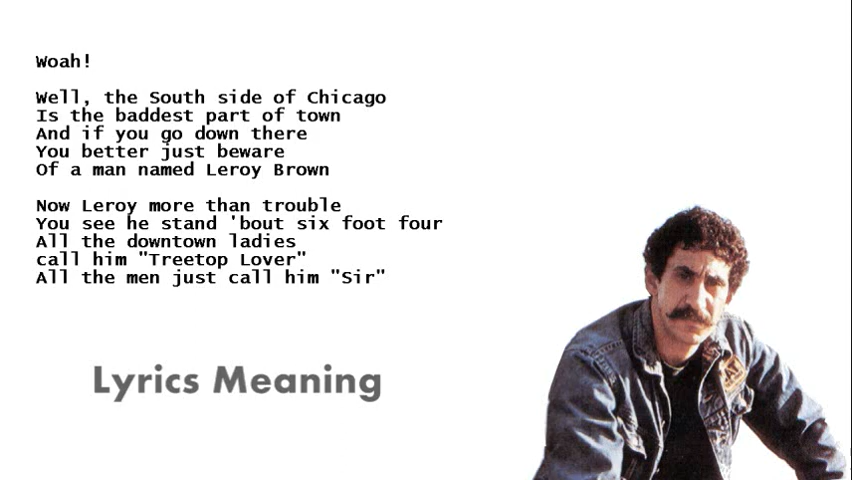 Woah!
Well, the South side of Chicago
Is the baddest part of town
And if you go down there
You better just beware
Of a man named Leroy Brown
Now Leroy more than trouble
You see he stand 'bout six foot four
All the downtown ladies
call him "Treetop Lover"
All the men just call him "Sir"
Lyrics Meaning